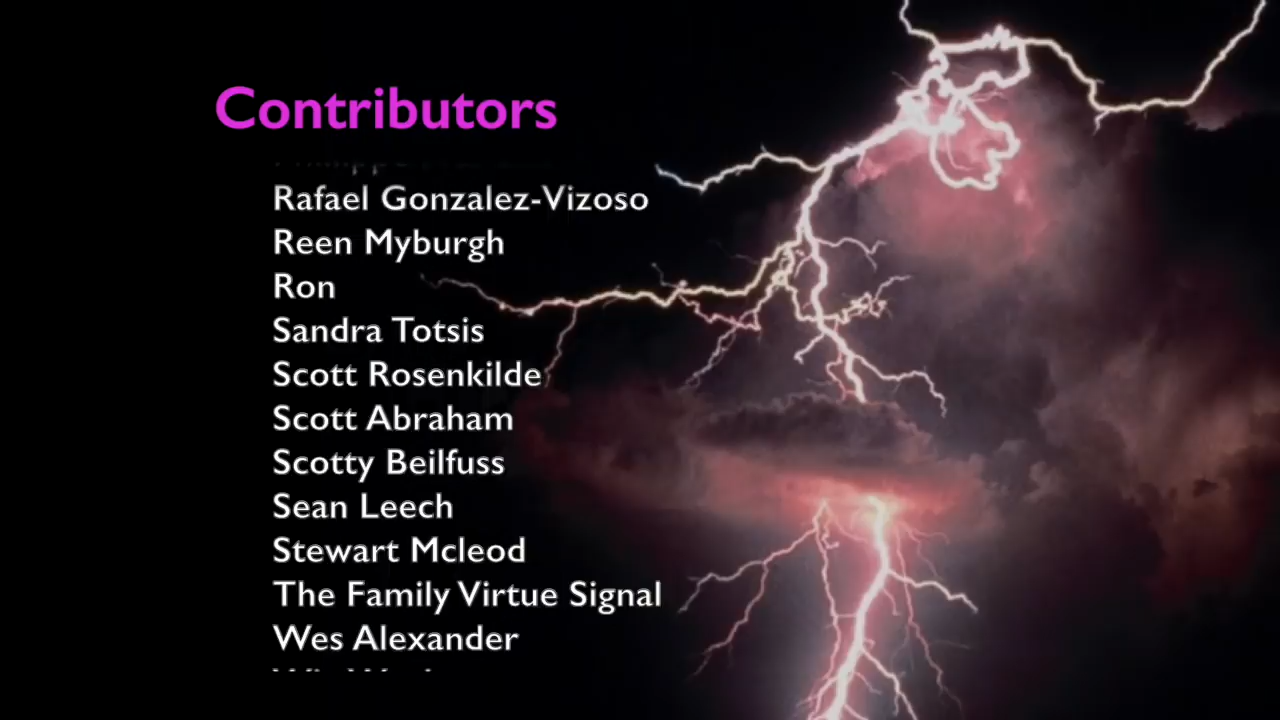 Contributors
Rafael Gonzalez-Vizoso
Reen Myburgh
Ron
Sandra Totsis
Scott Rosenkilde
Scott Abraham
Scotty Beilfuss
Sean Leech
Stewart Mcleod
The Family Virtue Signal
Wes Alexander